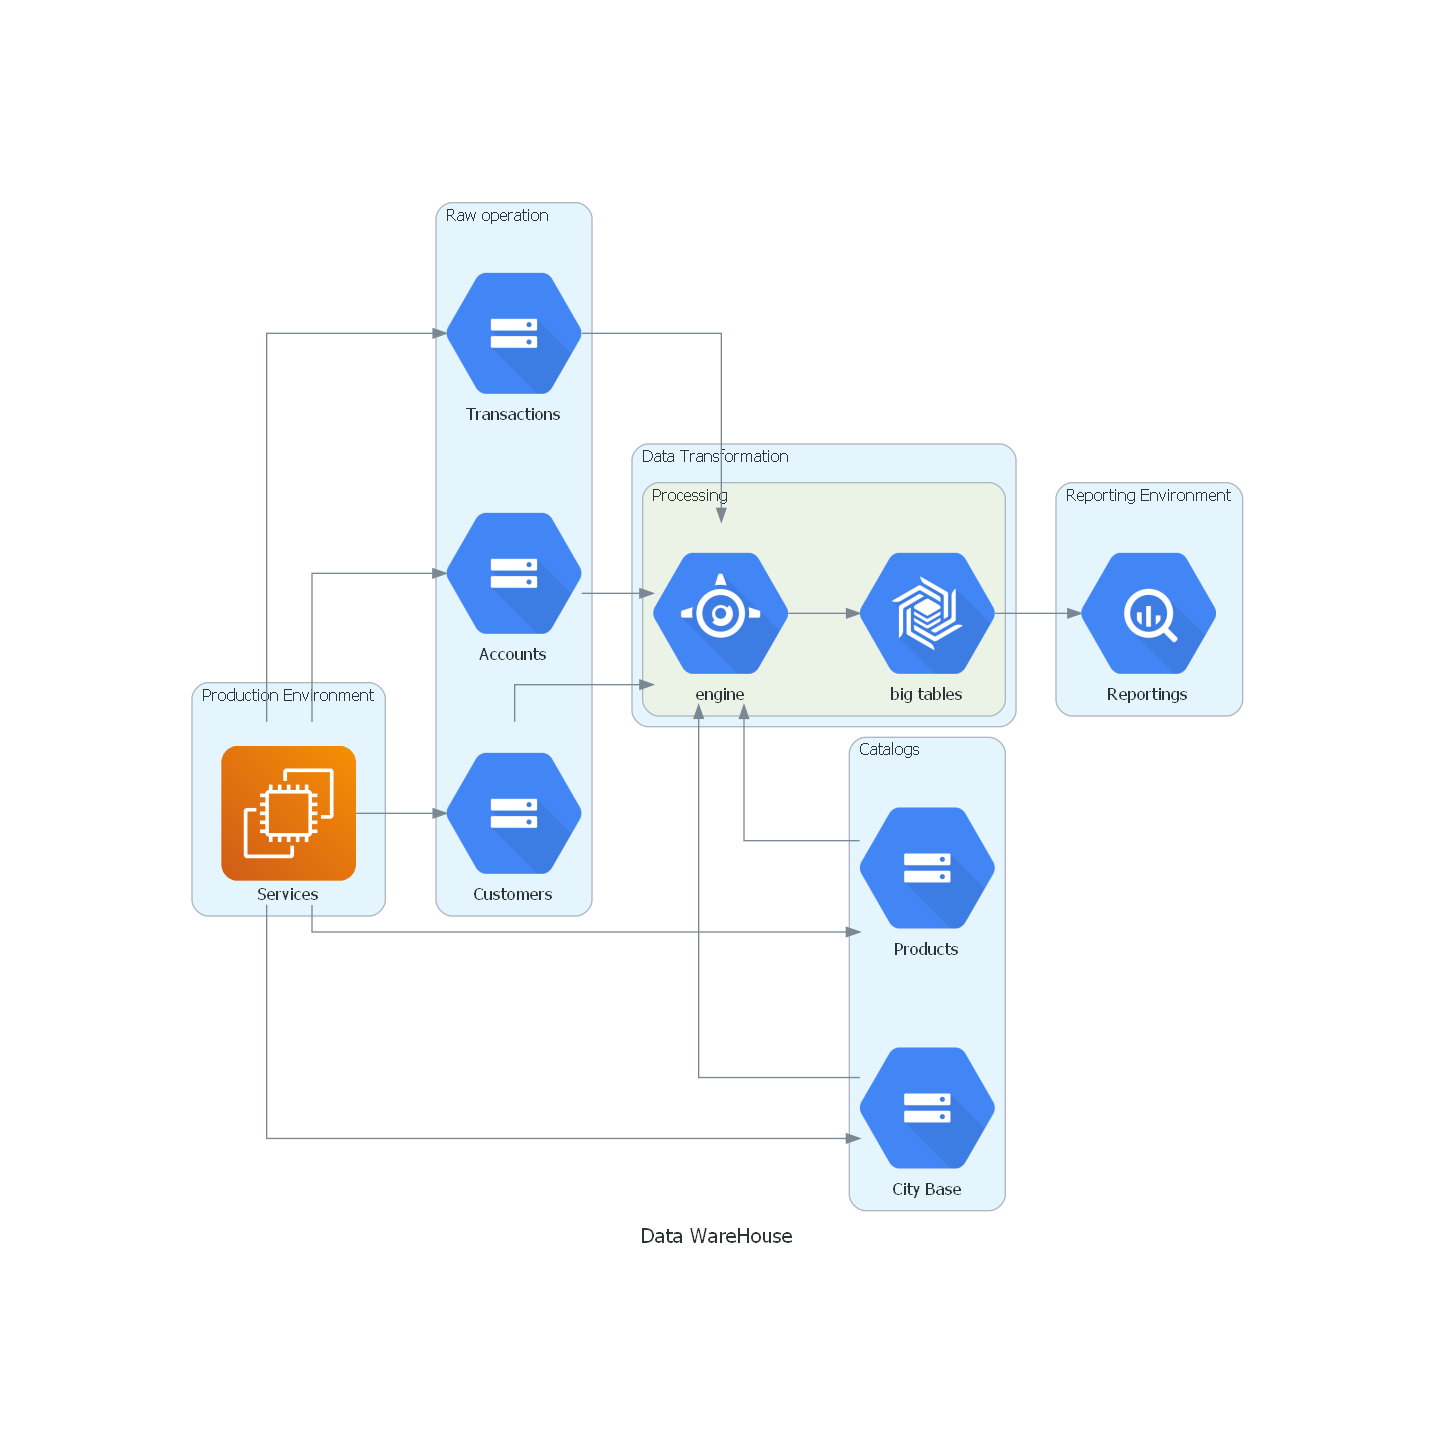 Raw operation
Transactions
Accounts
Customers
Production Environment
Services
Data Transformation
Processing
engine
big tables
Reporting Environment
Reportings
Catalogs
Products
City Base
Data WareHouse